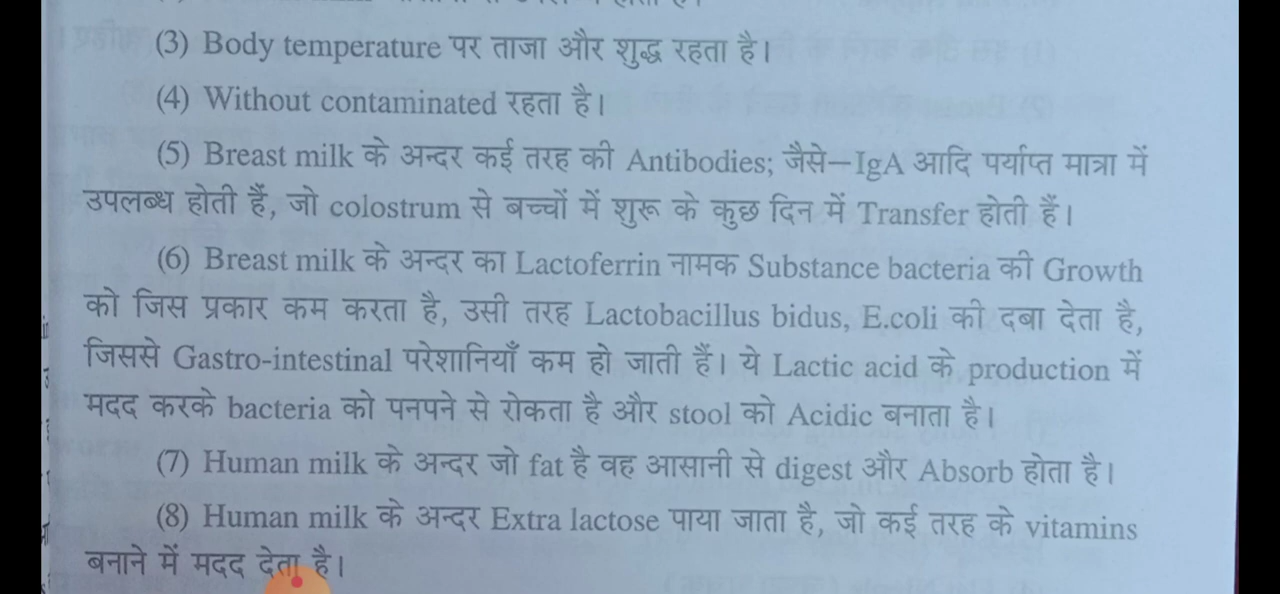 (3) Body temperature पर ताजा और शुद्ध रहता है।
(4) Without contaminated रहता है।
(5) Breast milk के अन्दर कई तरह की Antibodies; जैसे—IgA आदि पर्याप्त मात्रा में
उपलब्ध होती हैं, जो colostrum से बच्चों में शुरू के कुछ दिन में Transfer होती हैं।
(6) Breast milk के अन्दर का Lactoferrin नामक Substance bacteria की Growth
को जिस प्रकार कम करता है, उसी तरह Lactobacillus bidus, E.coli की दबा देता है,
जिससे Gastro-intestinal परेशानियाँ कम हो जाती हैं। ये Lactic acid के production में
मदद करके bacteria को पनपने से रोकता है और stool को Acidic बनाता है।
(7) Human milk के अन्दर जो fat है वह आसानी से digest और Absorb होता है।
(8) Human milk के अन्दर Extra lactose पाया जाता है, जो कई तरह के vitamins
बनाने में मदद देता है।